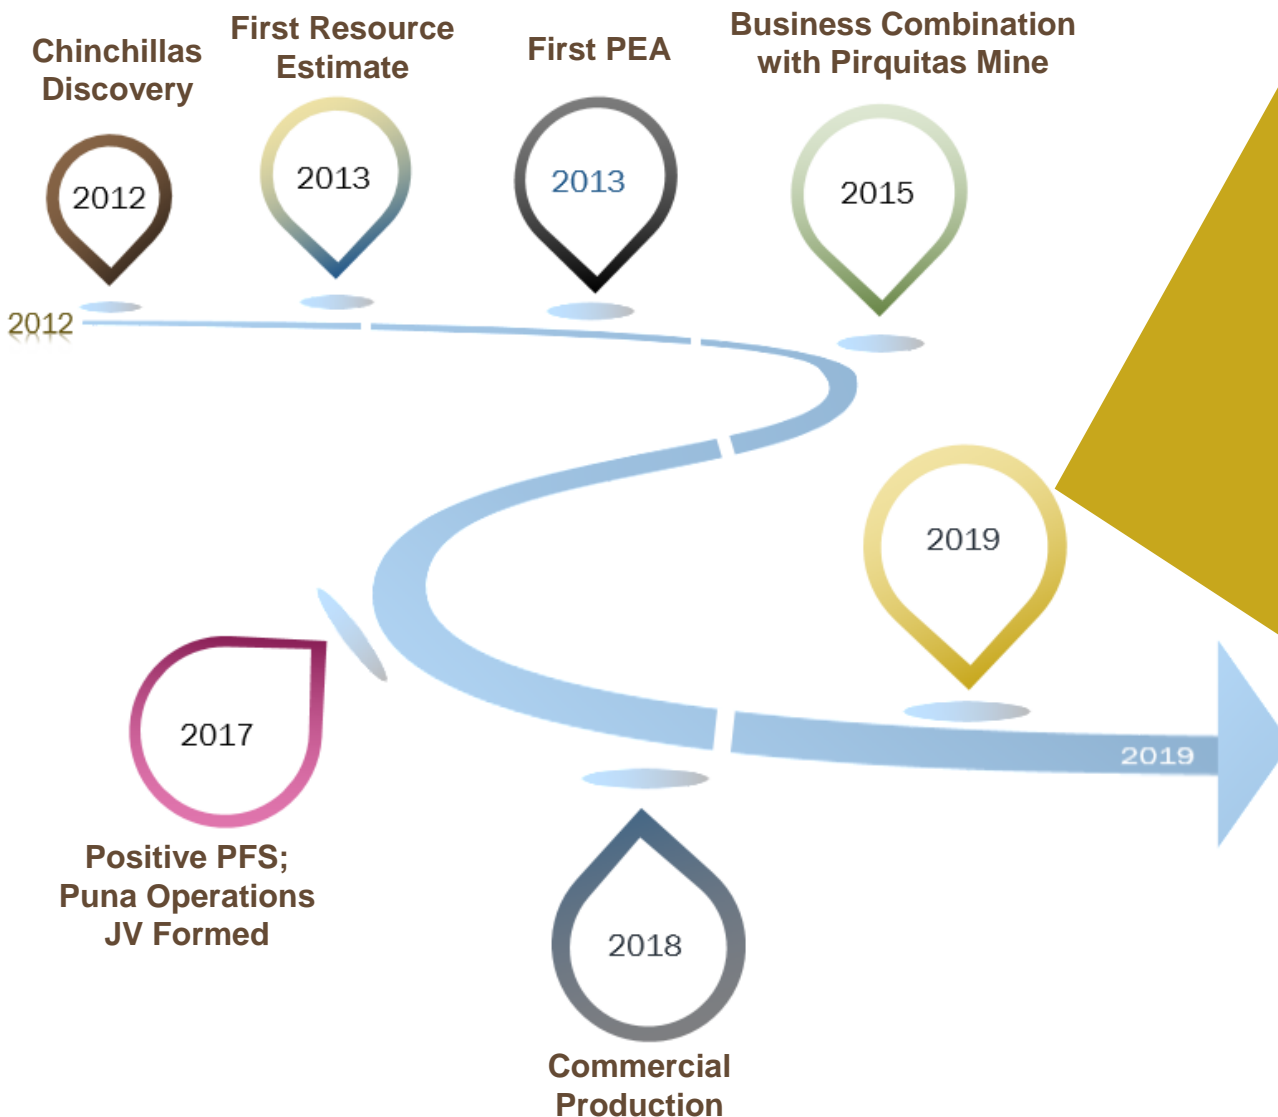 Chinchillas
Discovery
First Resource
Estimate
First PEA
Business Combination
with Pirquitas Mine
2012
2013
2013
2015
2012
2019
2017
2019
Positive PFS;
Puna Operations
JV Formed
2018
Commercial
Production